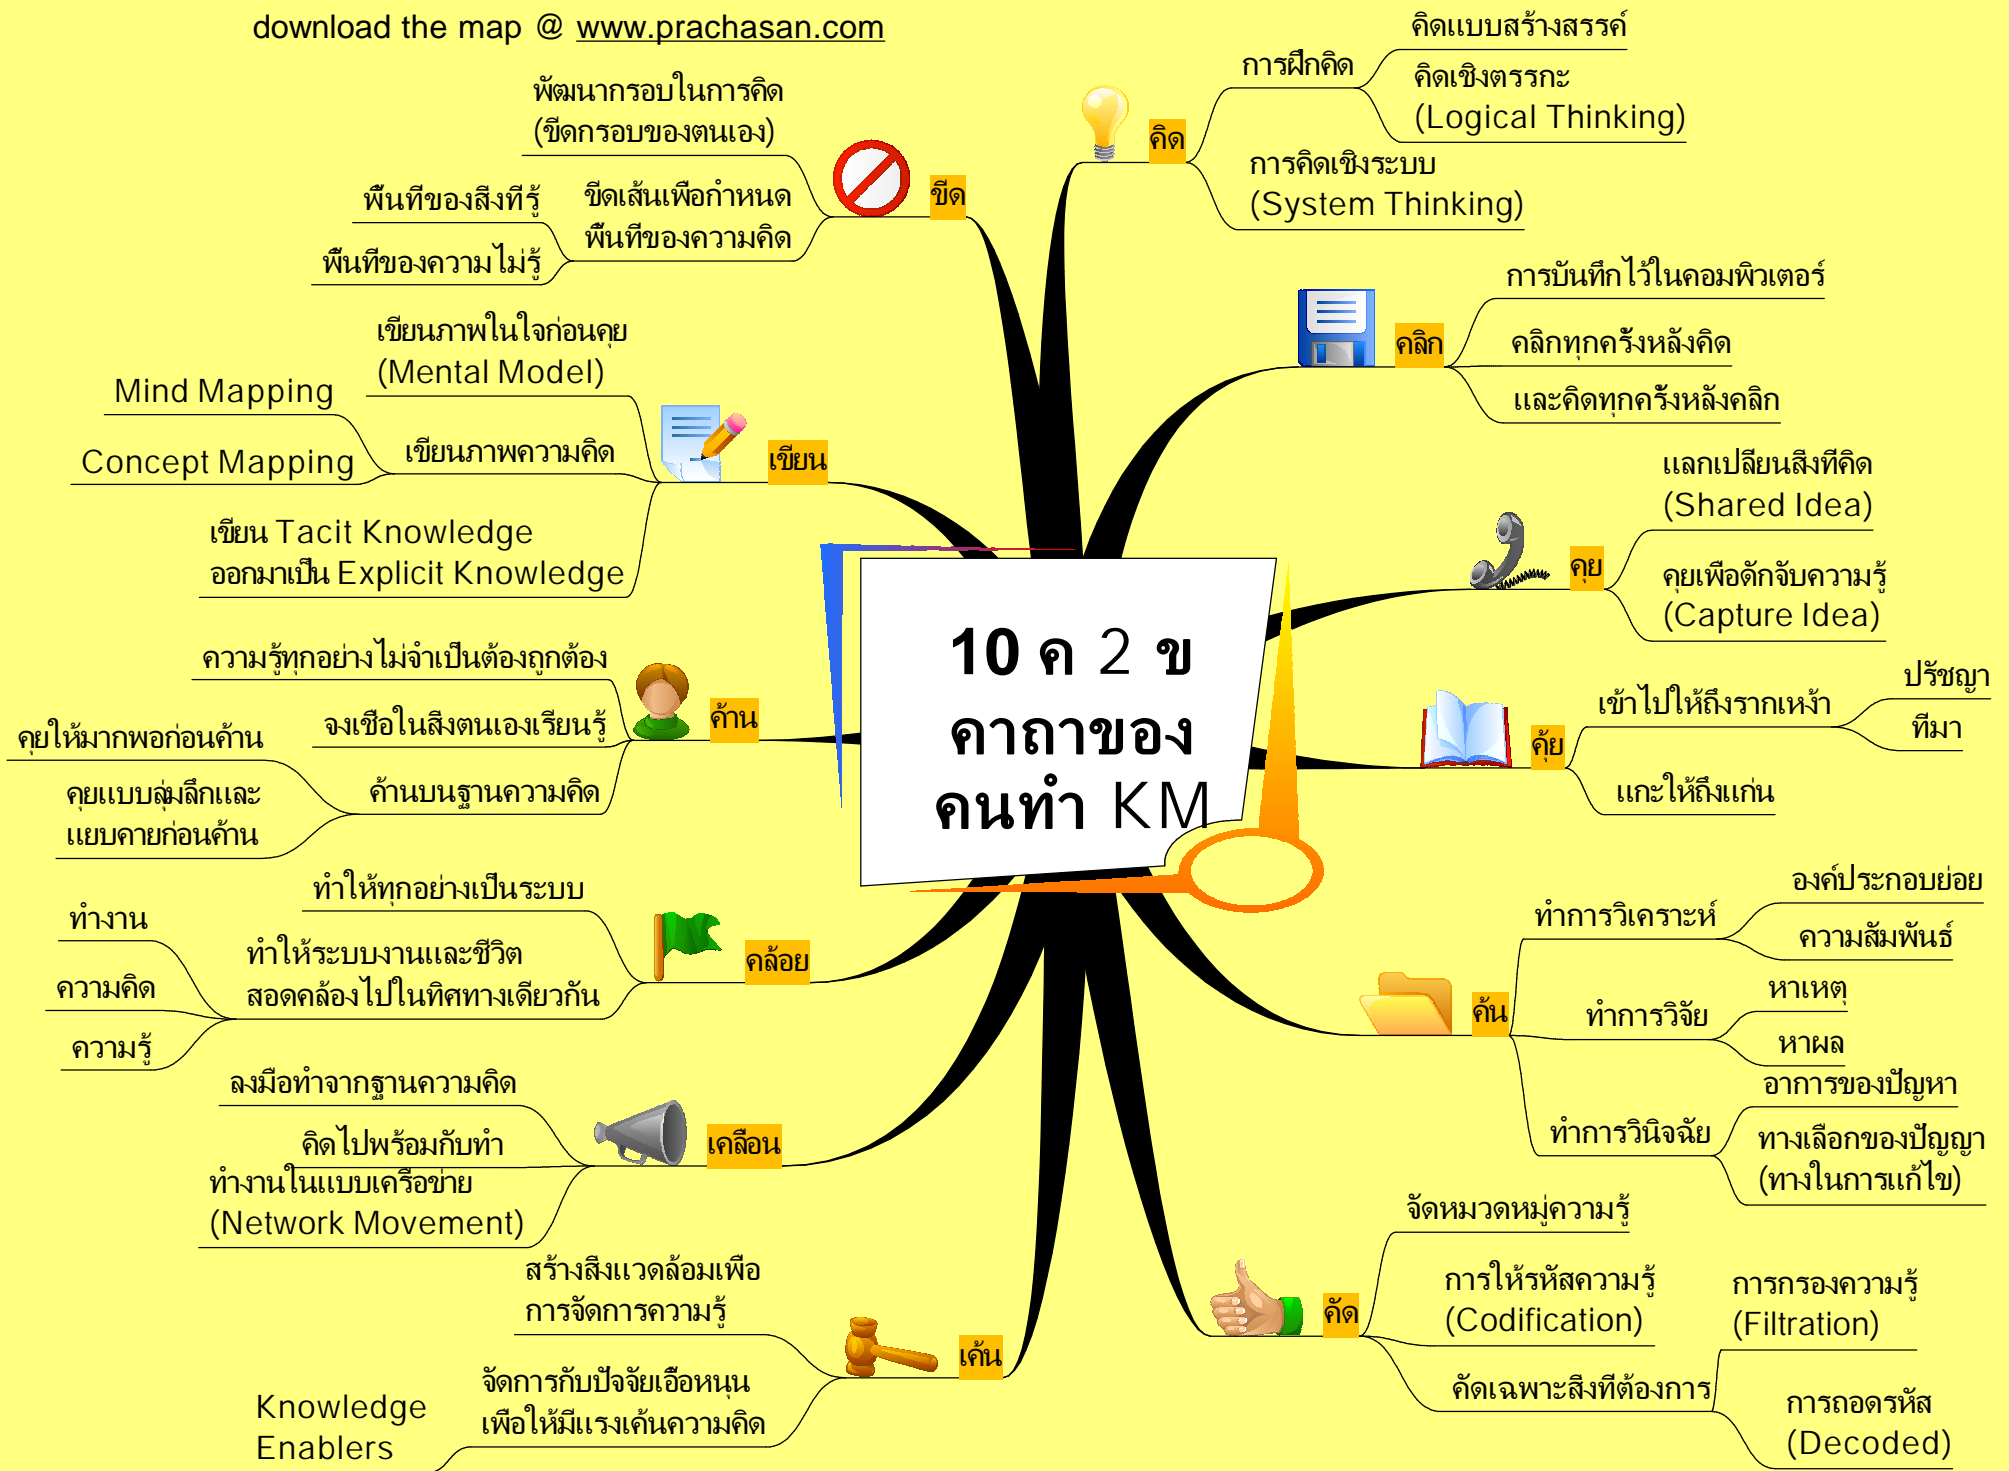 download the map @ www.prachasan.com
10 ค 2 ข
คาถาของ
คนทำ KM
คิด
การฝึกคิด
คิดแบบสร้างสรรค์
คิดเชิงตรรกะ
(Logical Thinking)
การคิดเชิงระบบ
(System Thinking)
คลิก
การบันทึกไว้ในคอมพิวเตอร์
คลิกทุกครั้งหลังคิด
และคิดทุกครั้งหลังคลิก
คุย
แลกเปลี่ยนสิ่งที่คิด
(Shared Idea)
คุยเพื่อดักจับความรู้
(Capture Idea)
คุ้ย
เข้าไปให้ถึงรากเหง้า
ปรัชญา
ที่มา
แกะให้ถึงแก่น
ค้น
ทำการวิเคราะห์
องค์ประกอบย่อย
ความสัมพันธ์
ทำการวิจัย
หาเหตุ
หาผล
ทำการวินิจฉัย
อาการของปัญหา
ทางเลือกของปัญญา
(ทางในการแก้ไข)
คัด
จัดหมวดหมู่ความรู้
การให้รหัสความรู้
(Codification)
คัดเฉพาะสิ่งที่ต้องการ
การกรองความรู้
(Filtration)
การถอดรหัส
(Decoded)
เค้น
สร้างสิ่งแวดล้อมเพื่อ
การจัดการความรู้
จัดการกับปัจจัยเอื้อหนุน
เพื่อให้มีแรงเค้นความคิด
Knowledge
Enablers
เคลื่อน
ลงมือทำจากฐานความคิด
คิดไปพร้อมกับทำ
ทำงานในแบบเครือข่าย
(Network Movement)
คล้อย
ทำให้ทุกอย่างเป็นระบบ
ทำให้ระบบงานและชีวิต
สอดคล้องไปในทิศทางเดียวกัน
ทำงาน
ความคิด
ความรู้
ค้าน
ความรู้ทุกอย่างไม่จำเป็นต้องถูกต้อง
จงเชื่อในสิ่งตนเองเรียนรู้
ค้านบนฐานความคิด
คุยให้มากพอก่อนค้าน
คุยแบบลุ่มลึกและ
แยบคายก่อนค้าน
เขียน
เขียนภาพในใจก่อนคุย
(Mental Model)
เขียนภาพความคิด
Mind Mapping
Concept Mapping
เขียน Tacit Knowledge
ออกมาเป็น Explicit Knowledge
ขีด
พัฒนากรอบในการคิด
(ขีดกรอบของตนเอง)
ขีดเส้นเพื่อกำหนด
พื้นที่ของความคิด
พื้นที่ของสิ่งที่รู้
พื้นที่ของความไม่รู้